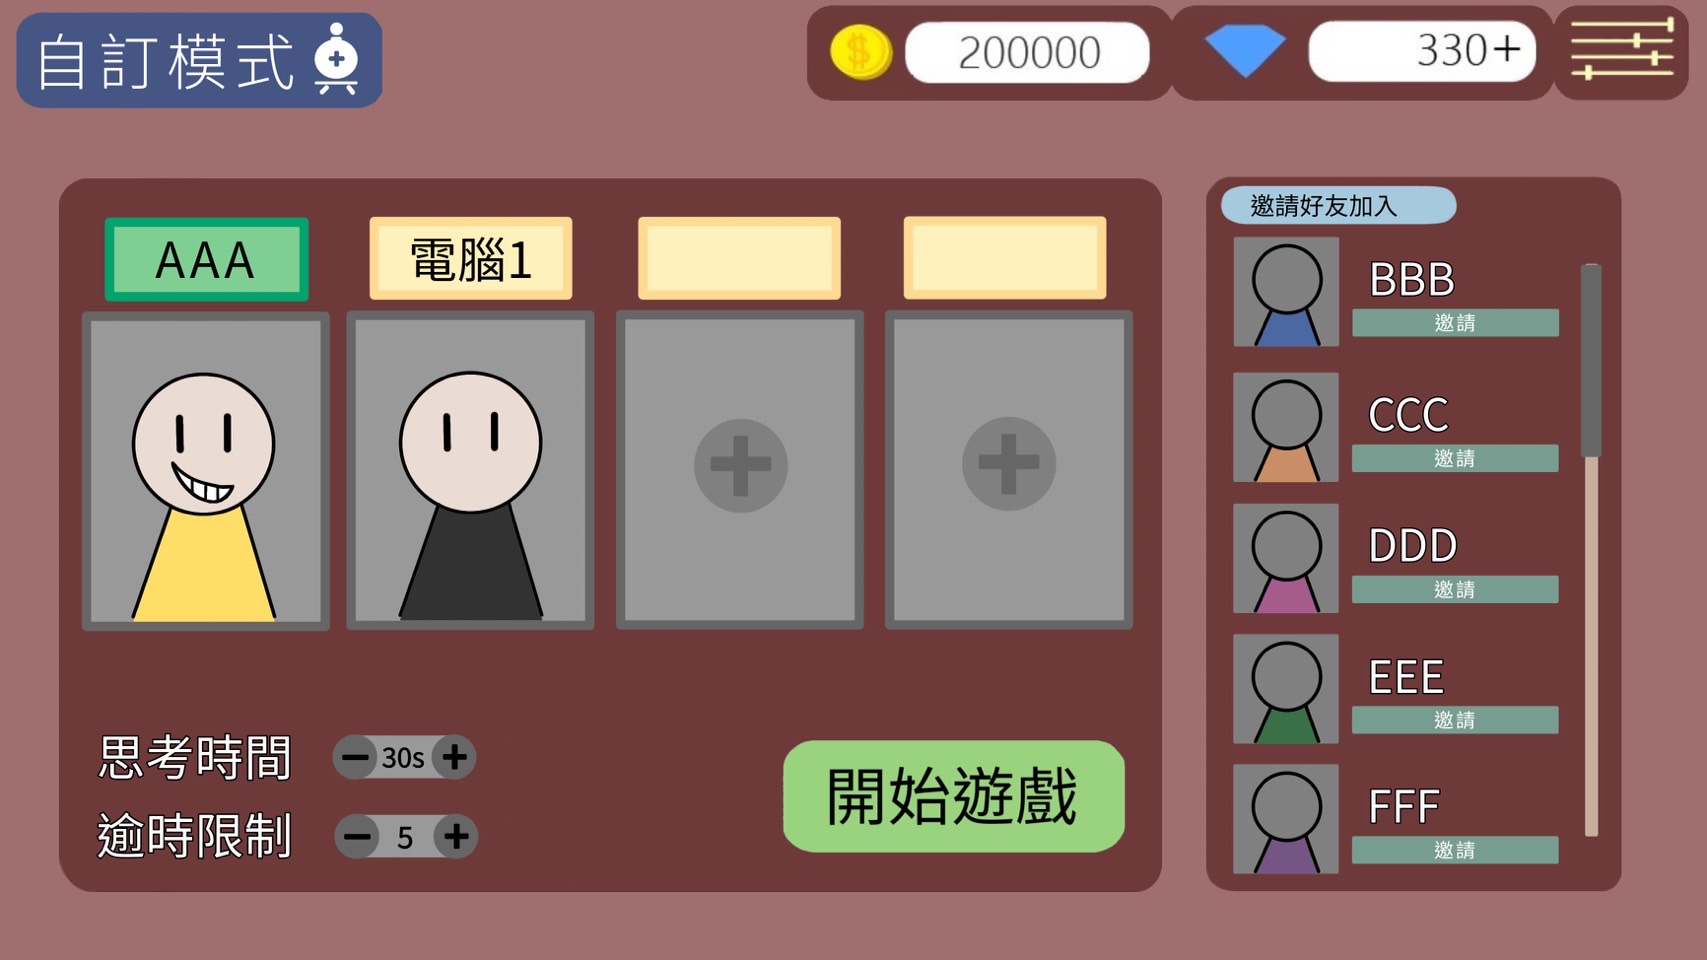 自訂模式
200000
330+
AAA
電腦1
思考時間
30s
逾時限制
5
開始遊戲
邀請好友加入
BBB
邀請
CCC
邀請
DDD
邀請
EEE
邀請
FFF
邀請